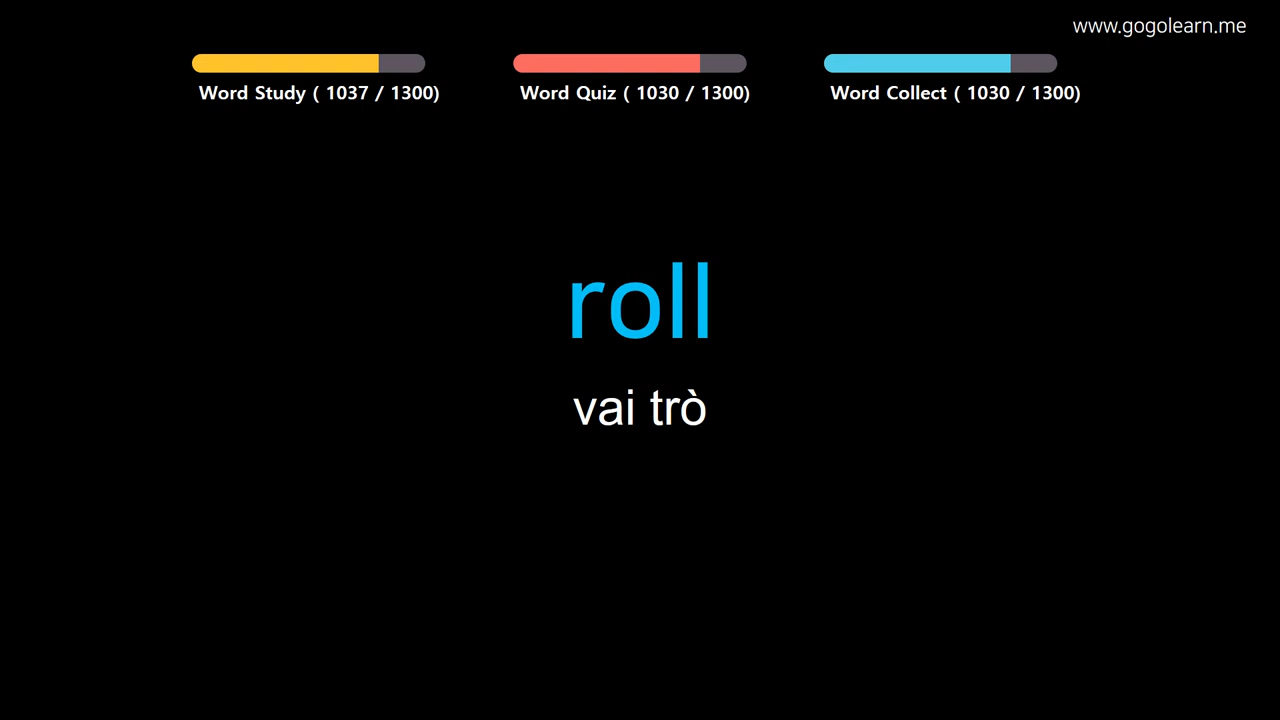 www.gogolearn.me
Word Study ( 1037 / 1300)
Word Quiz ( 1030 / 1300)
Word Collect ( 1030 / 1300)
roll
vai trò